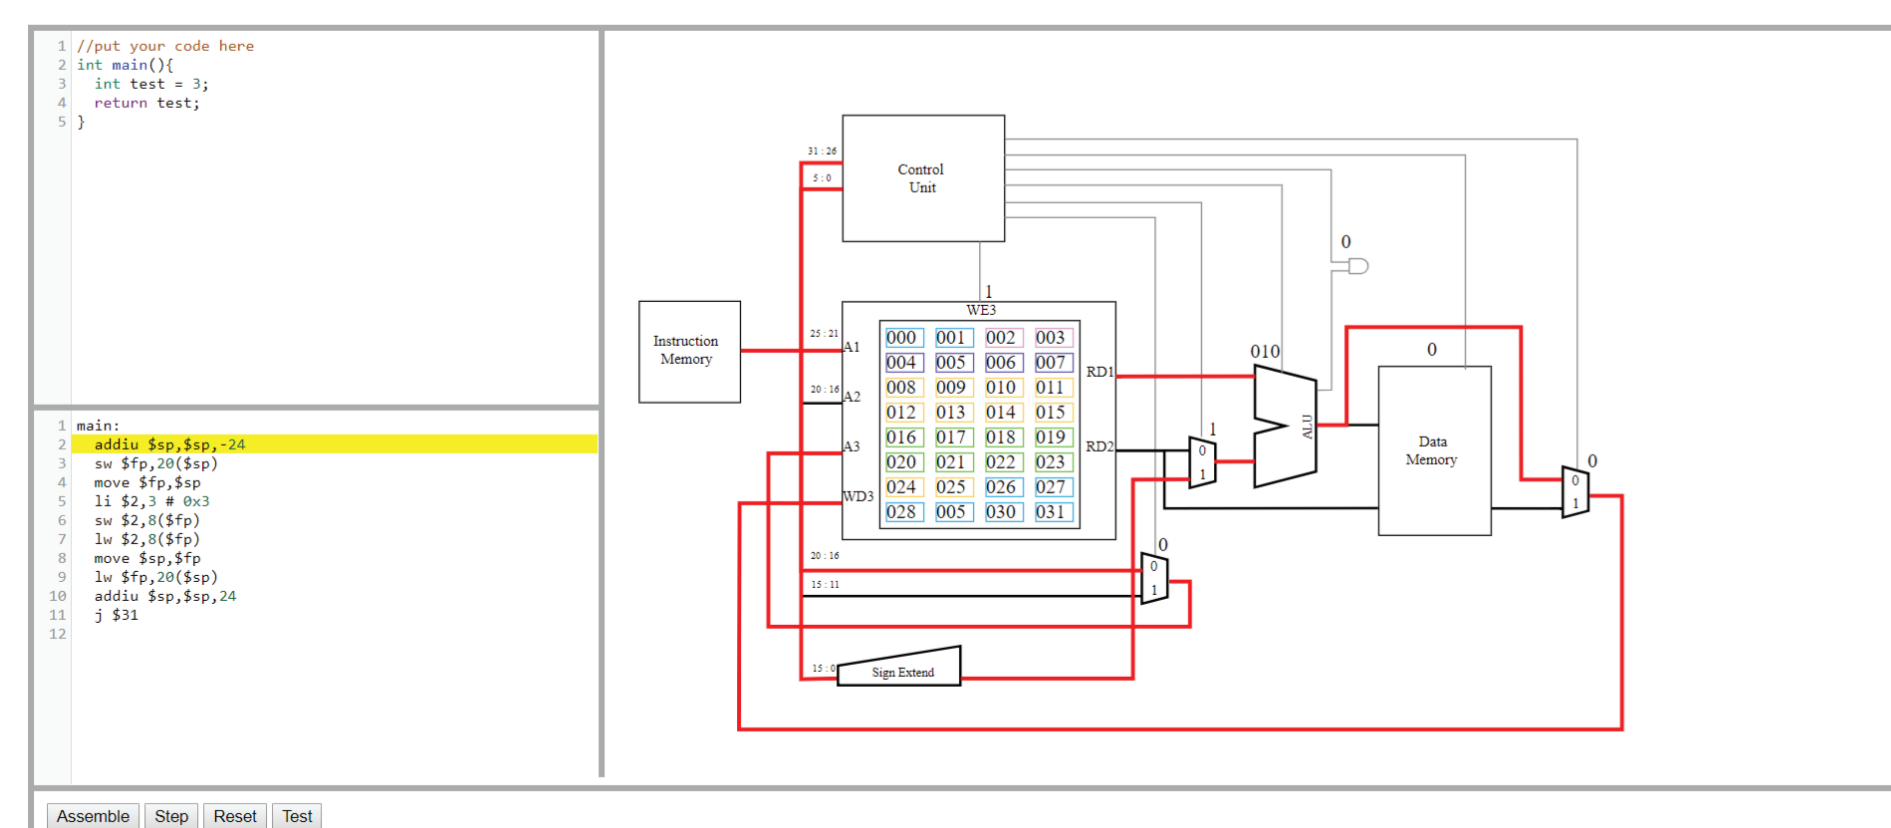 1 //put your code here
2 int main(){
3 int test = 3;
4 return test;
5 }
1 main:
2 addiu $sp,$sp,-24
3 sw $fp,20($sp)
4 move $fp,$sp
5 li $2,3 # 0x3
6 sw $2,8($fp)
7 lw $2,8($fp)
8 move $sp,$fp
9 lw $fp,20($sp)
10 addiu $sp,$sp,24
11 j $31
12
Assemble Step Reset Test
Control
Unit
31 : 26
5 : 0
0
1
WE3
Instruction
Memory
25 : 21
A1
20 : 16
A2
A3
WD3
000 001 002 003
004 005 006 007
008 009 010 011
012 013 014 015
016 017 018 019
020 021 022 023
024 025 026 027
028 005 030 031
RD1
RD2
1
0
1
010
ALU
0
Data
Memory
0
0
1
20 : 16
15 : 11
0
0
1
15 : 0
Sign Extend